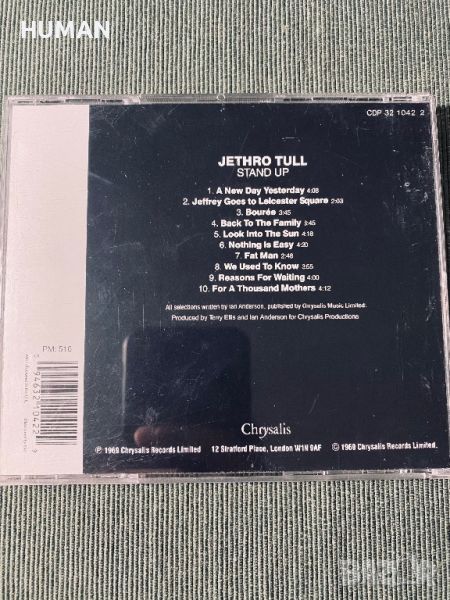 HUMAN
CDP 32 1042 2
JETHRO TULL
STAND UP
1. A New Day Yesterday 4:08
2. Jeffrey Goes to Leicester Square 2:03
3. Bourée 3:45
4. Back To The Family 3:45
5. Look Into The Sun 4:18
6. Nothing is Easy 4:20
7. Fat Man 2:48
8. We Used To Know 3:55
9. Reasons For Waiting 4:00
10. For A Thousand Mothers 4:12
All selections written by Ian Anderson, published by Chrysalis Music Limited.
Produced by Terry Ellis and Ian Anderson for Chrysalis Productions
PM: 516
Chrysalis
℗ 1969 Chrysalis Records Limited 12 Stratford Place, London W1N 9AF © 1969 Chrysalis Records Limited.